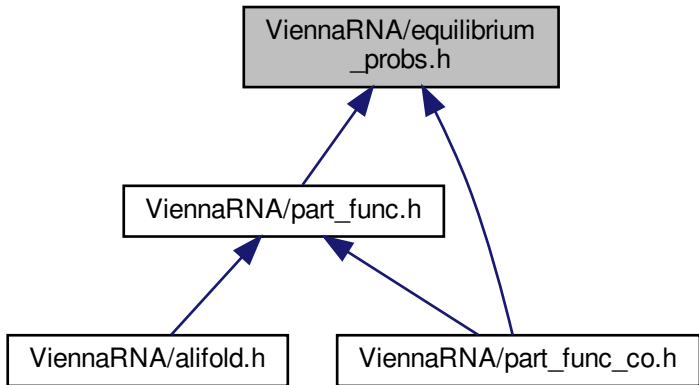 ViennaRNA/equilibrium
_probs.h
ViennaRNA/part_func.h
ViennaRNA/alifold.h
ViennaRNA/part_func_co.h